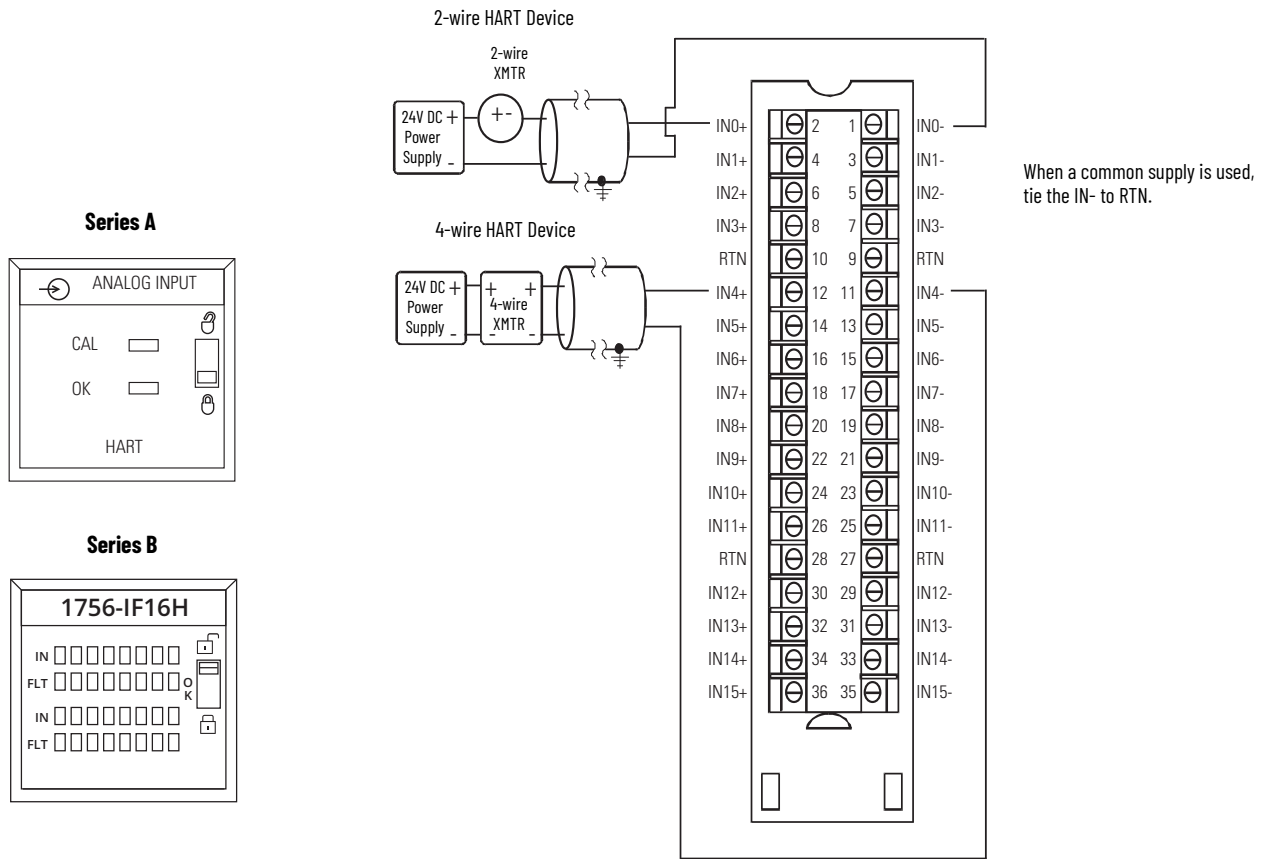 2-wire HART Device
2-wire
XMTR
24V DC +
Power
Supply -
+-
4-wire HART Device
24V DC +
Power
Supply -
+ +
4-wire
XMTR
- -
When a common supply is used,
tie the IN- to RTN.
IN0+ 2 1 IN0-
IN1+ 4 3 IN1-
IN2+ 6 5 IN2-
IN3+ 8 7 IN3-
RTN 10 9 RTN
IN4+ 12 11 IN4-
IN5+ 14 13 IN5-
IN6+ 16 15 IN6-
IN7+ 18 17 IN7-
IN8+ 20 19 IN8-
IN9+ 22 21 IN9-
IN10+ 24 23 IN10-
IN11+ 26 25 IN11-
RTN 28 27 RTN
IN12+ 30 29 IN12-
IN13+ 32 31 IN13-
IN14+ 34 33 IN14-
IN15+ 36 35 IN15-
Series A
ANALOG INPUT
CAL
OK
HART
Series B
1756-IF16H
IN
FLT
O
K
IN
FLT